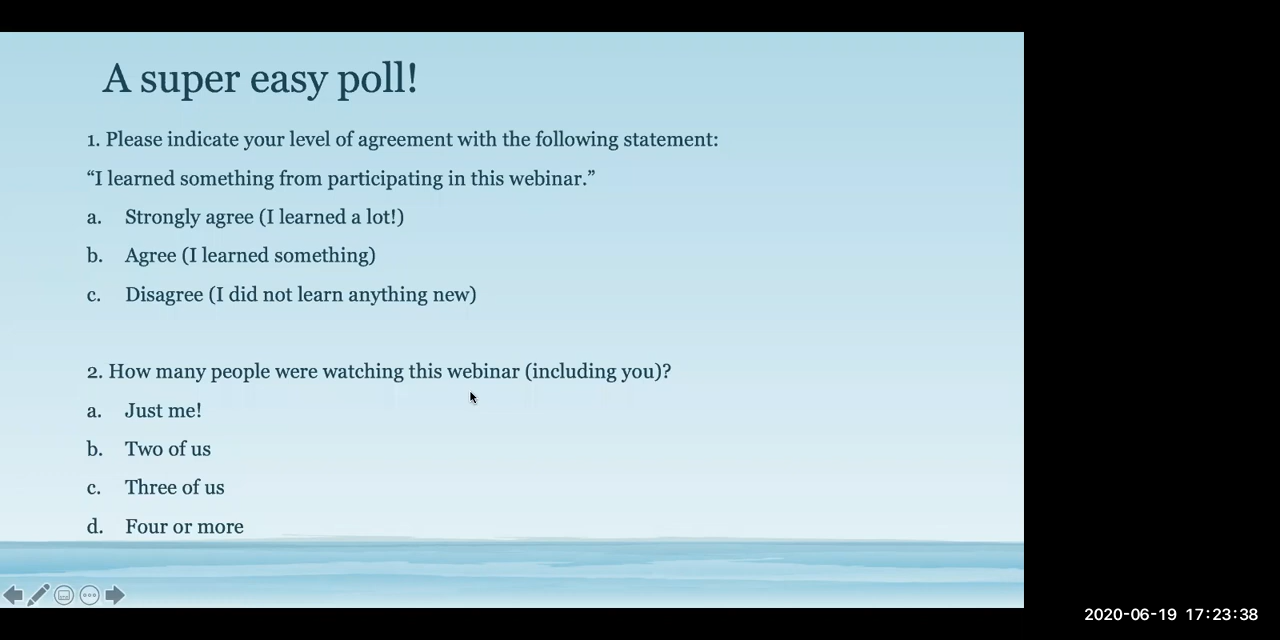 A super easy poll!
1. Please indicate your level of agreement with the following statement:
“I learned something from participating in this webinar.”
a. Strongly agree (I learned a lot!)
b. Agree (I learned something)
c. Disagree (I did not learn anything new)
2. How many people were watching this webinar (including you)?
a. Just me!
b. Two of us
c. Three of us
d. Four or more
2020-06-19 17:23:38